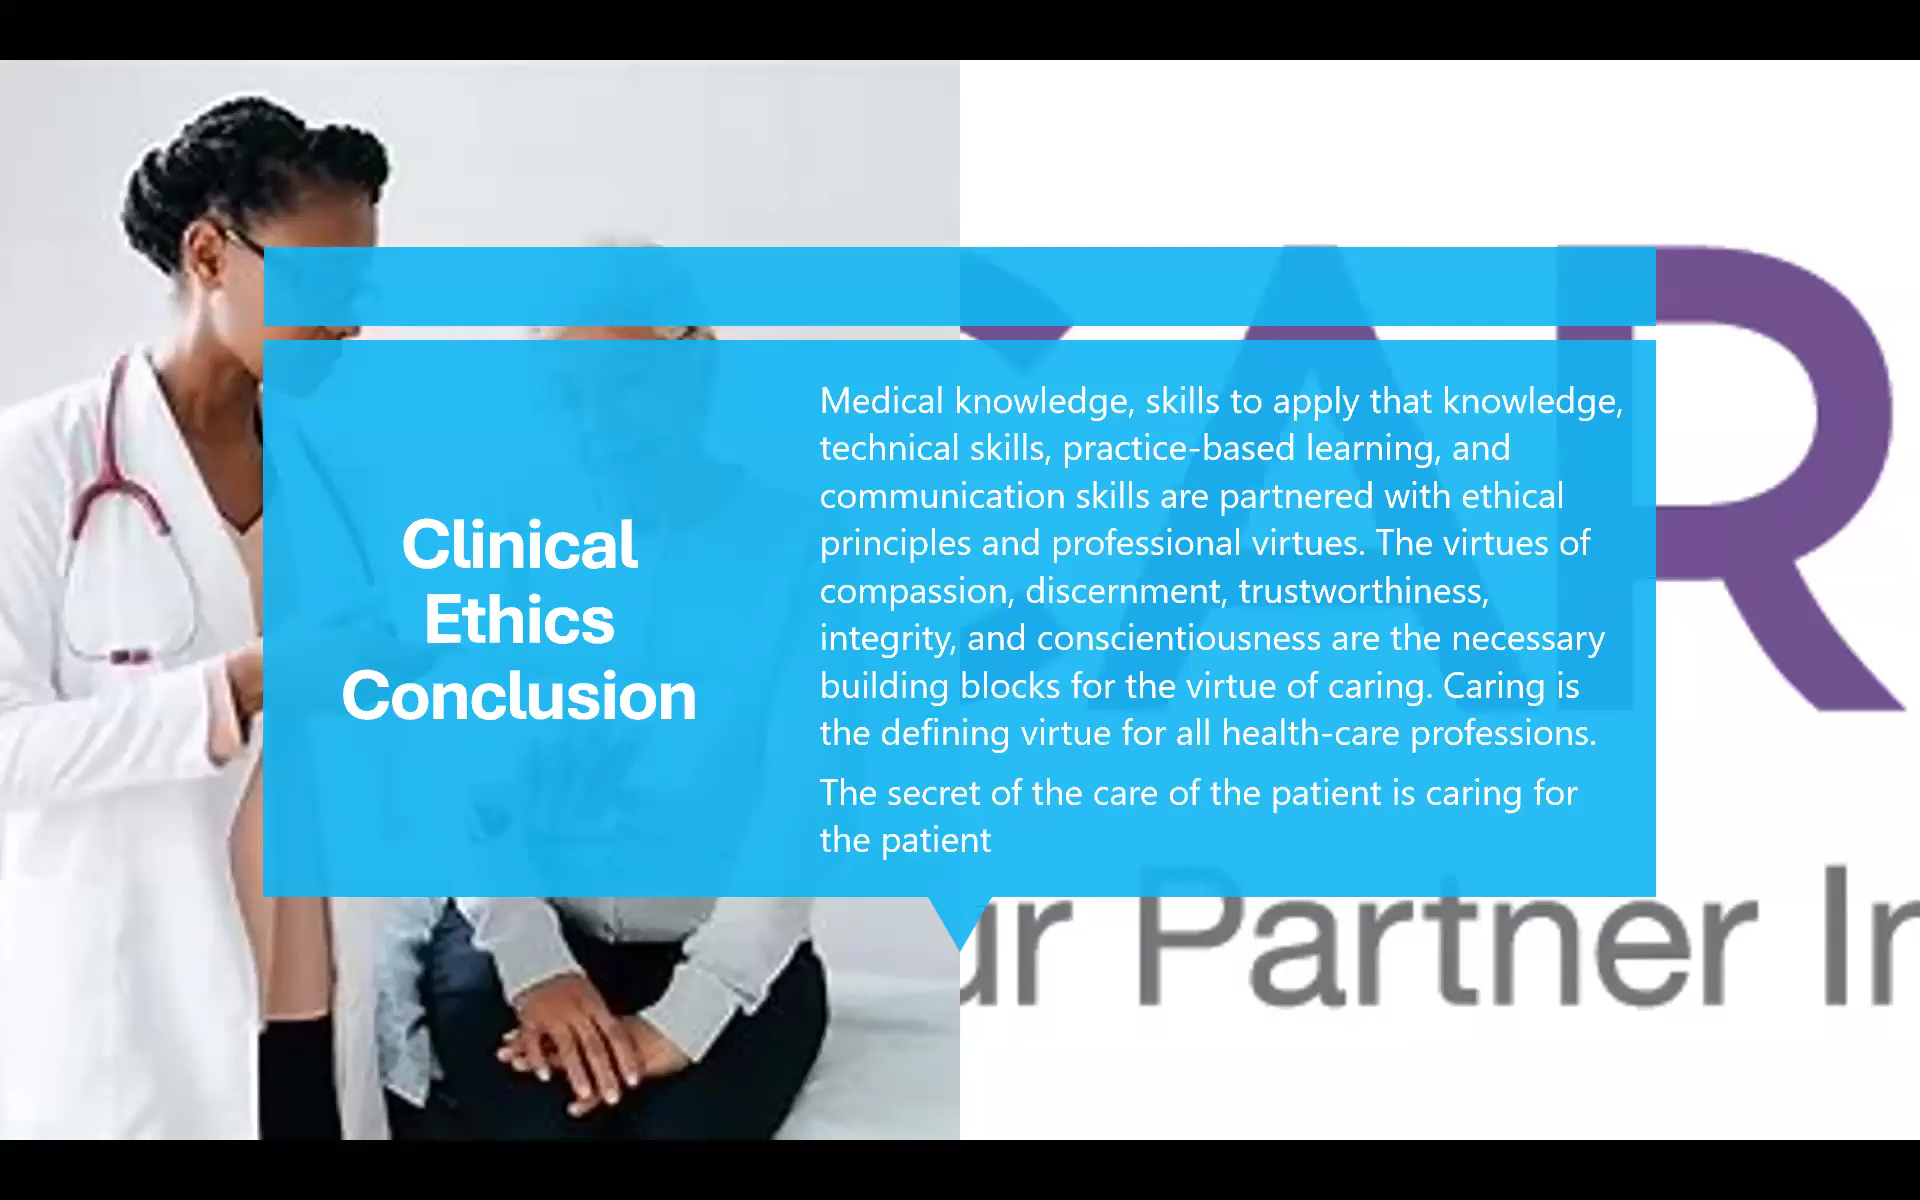 Clinical
Ethics
Conclusion
Medical knowledge, skills to apply that knowledge,
technical skills, practice-based learning, and
communication skills are partnered with ethical
principles and professional virtues. The virtues of
compassion, discernment, trustworthiness,
integrity, and conscientiousness are the necessary
building blocks for the virtue of caring. Caring is
the defining virtue for all health-care professions.
The secret of the care of the patient is caring for
the patient
CAR
ur Partner In